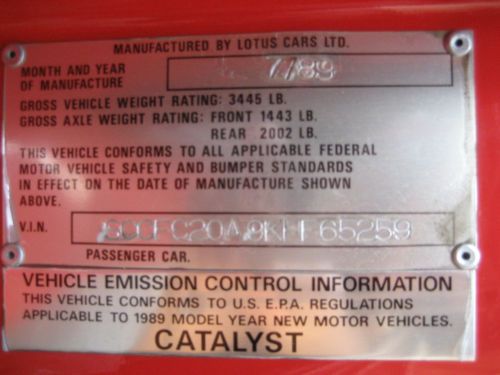 MANUFACTURED BY LOTUS CARS LTD.
MONTH AND YEAR
OF MANUFACTURE 7/89
GROSS VEHICLE WEIGHT RATING: 3445 LB.
GROSS AXLE WEIGHT RATING: FRONT 1443 LB.
REAR 2002 LB.
THIS VEHICLE CONFORMS TO ALL APPLICABLE FEDERAL
MOTOR VEHICLE SAFETY AND BUMPER STANDARDS
IN EFFECT ON THE DATE OF MANUFACTURE SHOWN
ABOVE.
V.I.N.
PASSENGER CAR.
VEHICLE EMISSION CONTROL INFORMATION
THIS VEHICLE CONFORMS TO U.S. E.P.A. REGULATIONS
APPLICABLE TO 1989 MODEL YEAR NEW MOTOR VEHICLES.
CATALYST